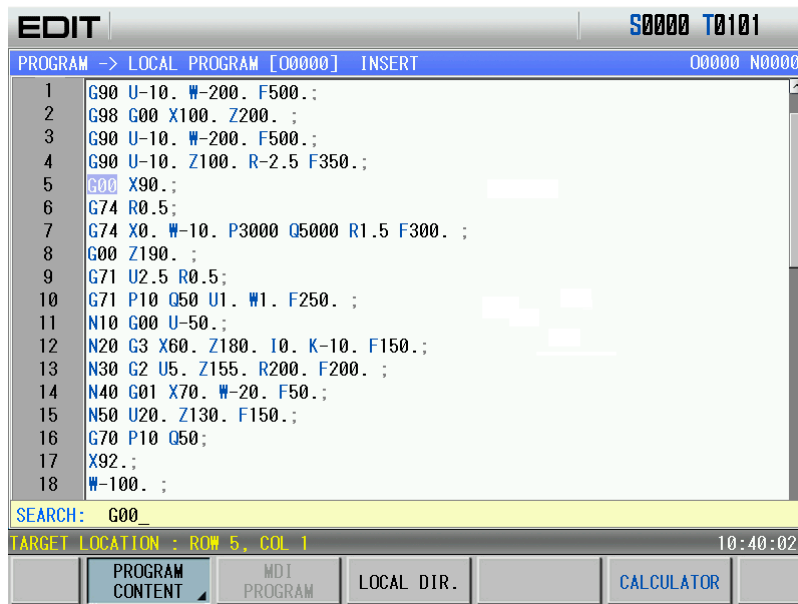 EDIT S0000 T0101
PROGRAM -> LOCAL PROGRAM [O0000] INSERT O0000 N0000
1 G90 U-10. W-200. F500.;
2 G98 G00 X100. Z200. ;
3 G90 U-10. W-200. F500.;
4 G90 U-10. Z100. R-2.5 F350.;
5 G00 X90.;
6 G74 R0.5;
7 G74 X0. W-10. P3000 Q5000 R1.5 F300. ;
8 G00 Z190. ;
9 G71 U2.5 R0.5;
10 G71 P10 Q50 U1. W1. F250. ;
11 N10 G00 U-50.;
12 N20 G3 X60. Z180. I0. K-10. F150.;
13 N30 G2 U5. Z155. R200. F200. ;
14 N40 G01 X70. W-20. F50.;
15 N50 U20. Z130. F150.;
16 G70 P10 Q50;
17 X92.;
18 W-100. ;
SEARCH: G00_
TARGET LOCATION : ROW 5, COL 1 10:40:02
PROGRAM CONTENT MDI PROGRAM LOCAL DIR. CALCULATOR